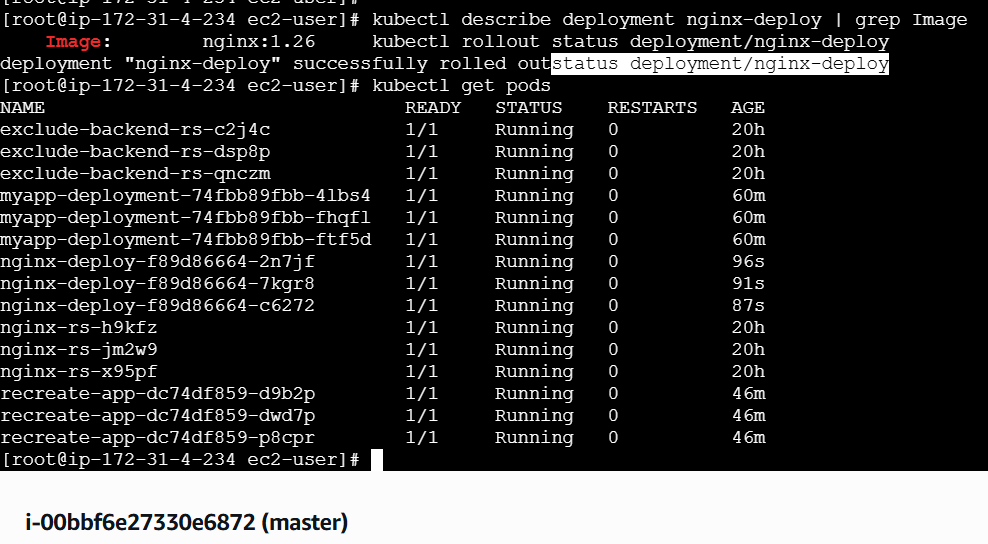 [root@ip-172-31-4-234 ec2-user]#
[root@ip-172-31-4-234 ec2-user]# kubectl describe deployment nginx-deploy | grep Image
    Image:        nginx:1.26     kubectl rollout status deployment/nginx-deploy
deployment "nginx-deploy" successfully rolled outstatus deployment/nginx-deploy
[root@ip-172-31-4-234 ec2-user]# kubectl get pods
NAME                                READY   STATUS    RESTARTS   AGE
exclude-backend-rs-c2j4c            1/1     Running   0          20h
exclude-backend-rs-dsp8p            1/1     Running   0          20h
exclude-backend-rs-qnczm            1/1     Running   0          20h
myapp-deployment-74fbb89fbb-4lbs4   1/1     Running   0          60m
myapp-deployment-74fbb89fbb-fhqfl   1/1     Running   0          60m
myapp-deployment-74fbb89fbb-ftf5d   1/1     Running   0          60m
nginx-deploy-f89d86664-2n7jf        1/1     Running   0          96s
nginx-deploy-f89d86664-7kgr8        1/1     Running   0          91s
nginx-deploy-f89d86664-c6272        1/1     Running   0          87s
nginx-rs-h9kfz                      1/1     Running   0          20h
nginx-rs-jm2w9                      1/1     Running   0          20h
nginx-rs-x95pf                      1/1     Running   0          20h
recreate-app-dc74df859-d9b2p        1/1     Running   0          46m
recreate-app-dc74df859-dwd7p        1/1     Running   0          46m
recreate-app-dc74df859-p8cpr        1/1     Running   0          46m
[root@ip-172-31-4-234 ec2-user]#
i-00bbf6e27330e6872 (master)